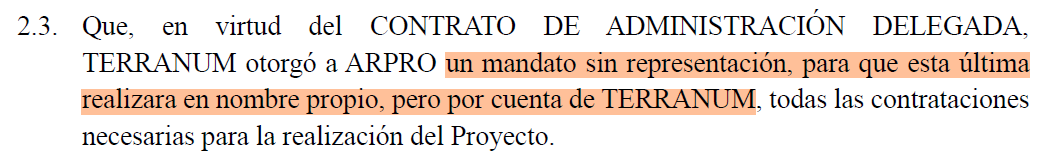 2.3. Que, en virtud del CONTRATO DE ADMINISTRACIÓN DELEGADA,
TERRANUM otorgó a ARPRO un mandato sin representación, para que esta última
realizara en nombre propio, pero por cuenta de TERRANUM, todas las contrataciones
necesarias para la realización del Proyecto.